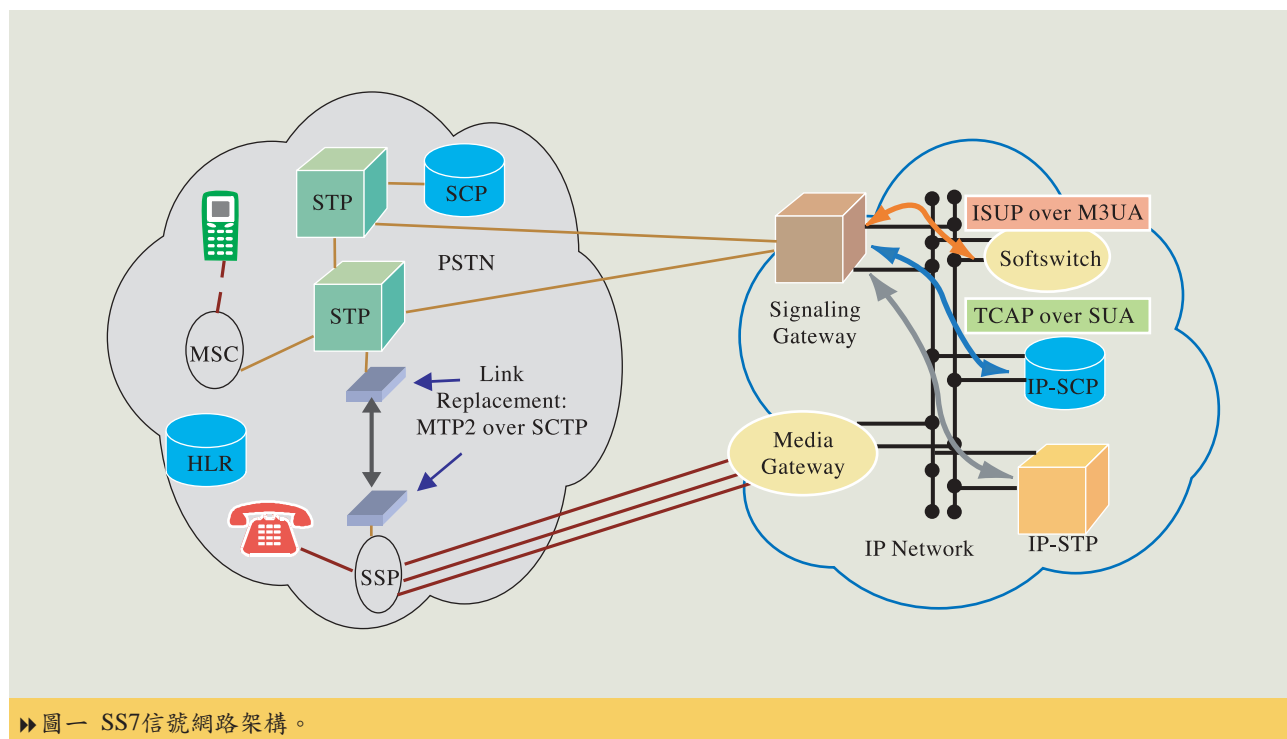 STP
SCP
PSTN
STP
MSC
Link
Replacement:
MTP2 over SCTP
HLR
SSP
Signaling
Gateway
Media
Gateway
ISUP over M3UA
Softswitch
TCAP over SUA
IP-SCP
IP-STP
IP Network
圖一 SS7信號網路架構。